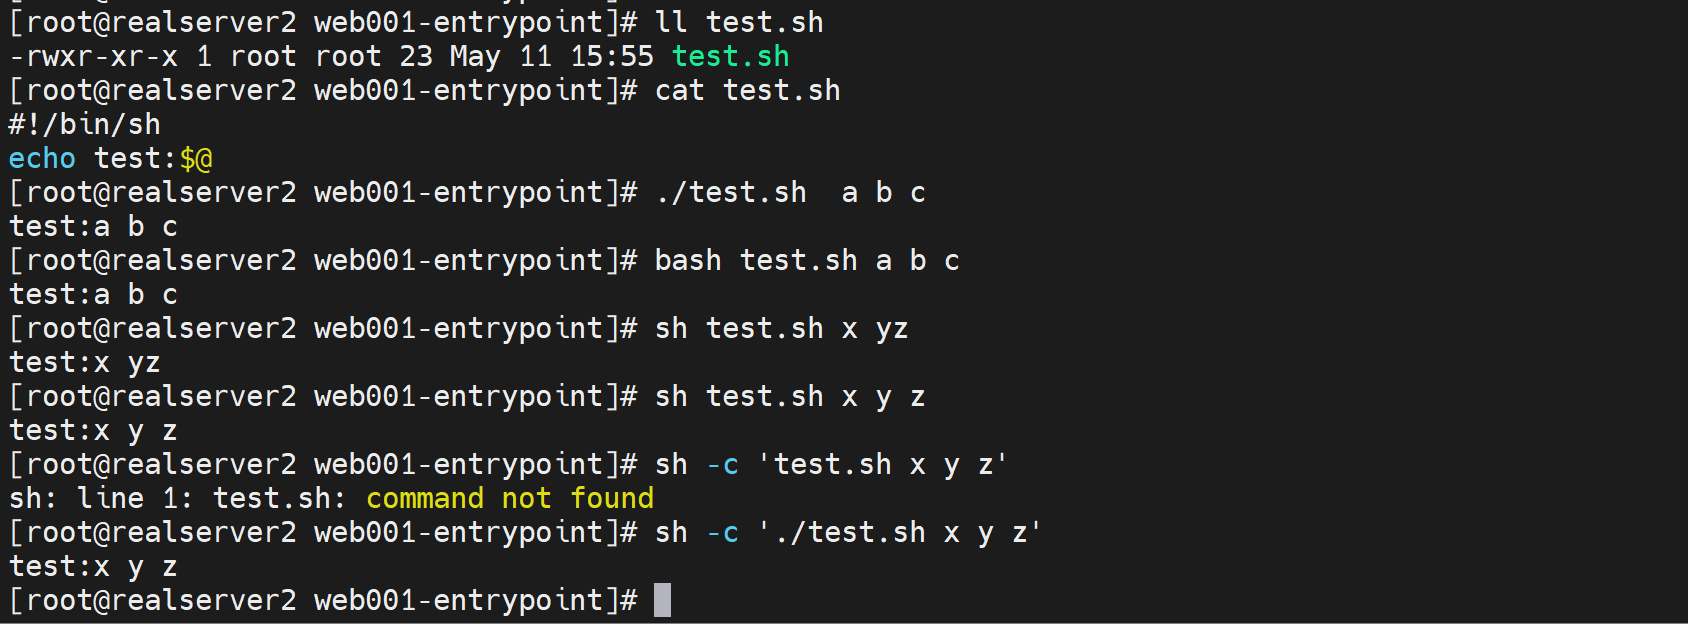 [root@realserver2 web001-entrypoint]# ll test.sh
-rwxr-xr-x 1 root root 23 May 11 15:55 test.sh
[root@realserver2 web001-entrypoint]# cat test.sh
#!/bin/sh
echo test:$@
[root@realserver2 web001-entrypoint]# ./test.sh  a b c
test:a b c
[root@realserver2 web001-entrypoint]# bash test.sh a b c
test:a b c
[root@realserver2 web001-entrypoint]# sh test.sh x yz
test:x yz
[root@realserver2 web001-entrypoint]# sh test.sh x y z
test:x y z
[root@realserver2 web001-entrypoint]# sh -c 'test.sh x y z'
sh: line 1: test.sh: command not found
[root@realserver2 web001-entrypoint]# sh -c './test.sh x y z'
test:x y z
[root@realserver2 web001-entrypoint]#